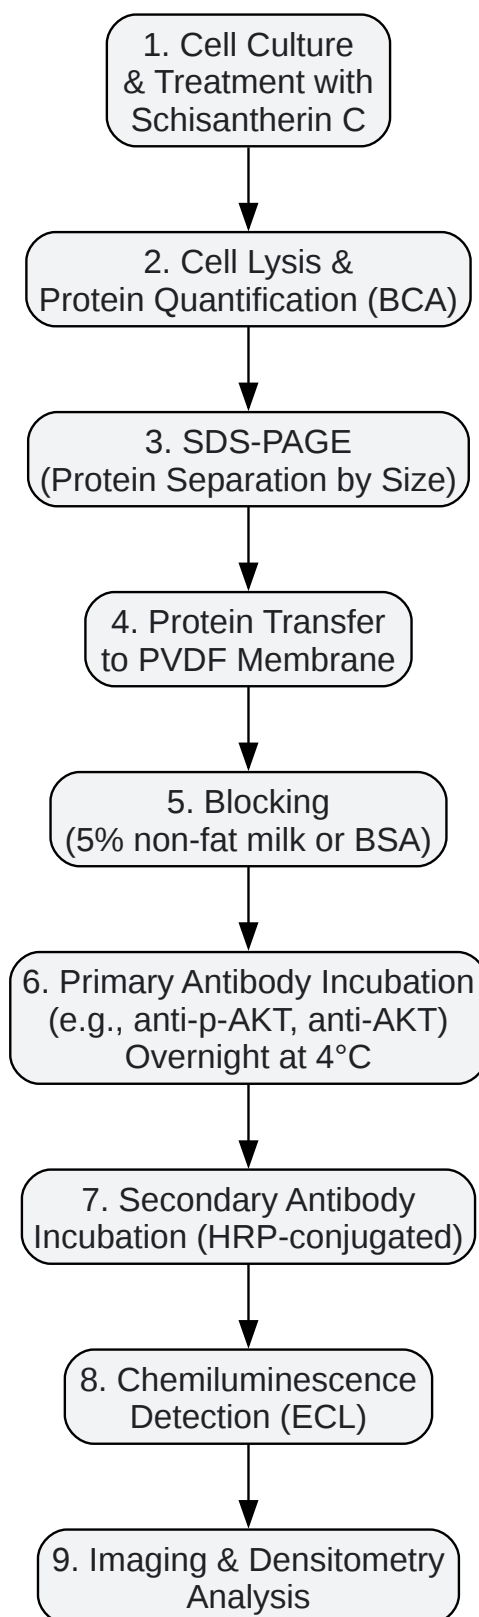 1. Cell Culture
& Treatment with
Schisantherin C
2. Cell Lysis &
Protein Quantification (BCA)
3. SDS-PAGE
(Protein Separation by Size)
4. Protein Transfer
to PVDF Membrane
5. Blocking
(5% non-fat milk or BSA)
6. Primary Antibody Incubation
(e.g., anti-p-AKT, anti-AKT)
Overnight at 4°C
7. Secondary Antibody
Incubation (HRP-conjugated)
8. Chemiluminescence
Detection (ECL)
9. Imaging & Densitometry
Analysis